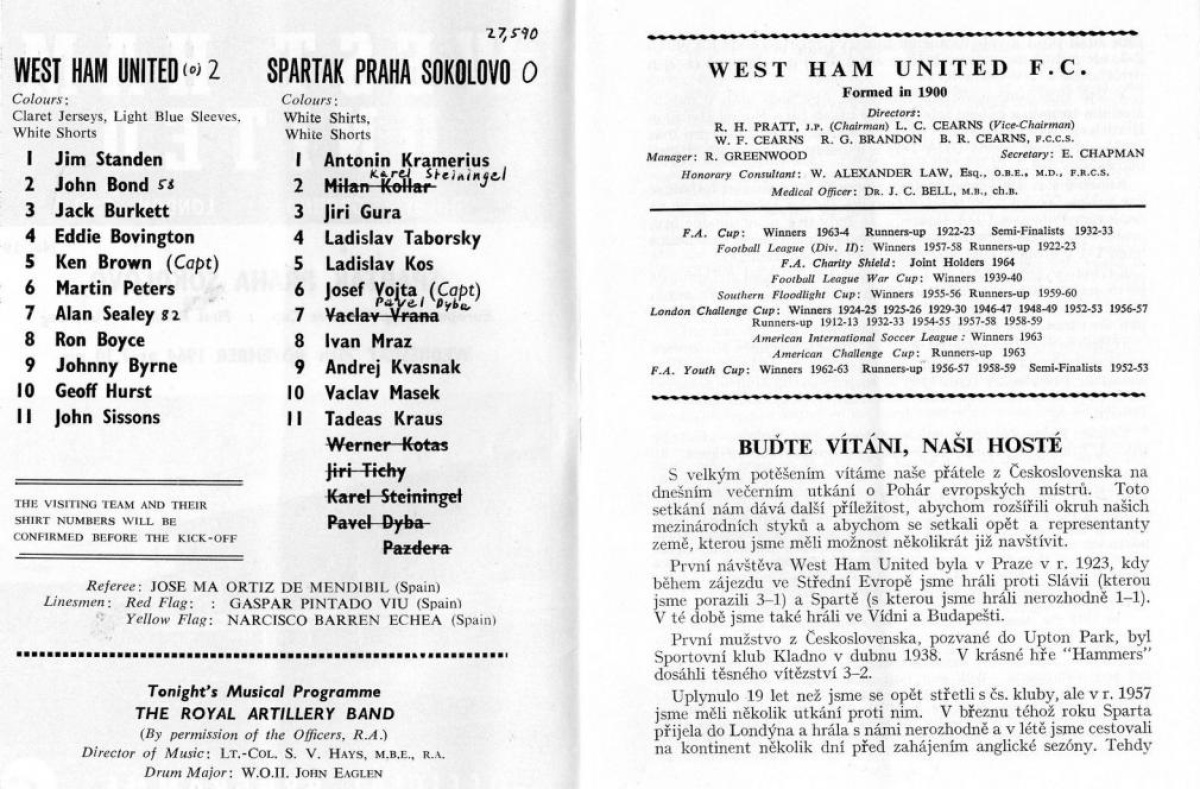 27,590
WEST HAM UNITED (0) 2
Colours:
Claret Jerseys, Light Blue Sleeves,
White Shorts
1 Jim Standen
2 John Bond 58
3 Jack Burkett
4 Eddie Bovington
5 Ken Brown (Capt)
6 Martin Peters
7 Alan Sealey 82
8 Ron Boyce
9 Johnny Byrne
10 Geoff Hurst
11 John Sissons
THE VISITING TEAM AND THEIR
SHIRT NUMBERS WILL BE
CONFIRMED BEFORE THE KICK-OFF
SPARTAK PRAHA SOKOLOVO 0
Colours:
White Shirts,
White Shorts
1 Antonin Kramerius
Karel Steiningel
2 Milan Kollar
3 Jiri Gura
4 Ladislav Taborsky
5 Ladislav Kos
6 Josef Vojta (Capt)
Pavel Dyba
7 Vaclav Vrana
8 Ivan Mraz
9 Andrej Kvasnak
10 Vaclav Masek
11 Tadeas Kraus
Werner Kotas
Jiri Tichy
Karel Steiningel
Pavel Dyba
Pazdera
Referee: JOSE MA ORTIZ DE MENDIBIL (Spain)
Linesmen: Red Flag: : GASPAR PINTADO VIU (Spain)
Yellow Flag: NARCISCO BARREN ECHEA (Spain)
Tonight's Musical Programme
THE ROYAL ARTILLERY BAND
(By permission of the Officers, R.A.)
Director of Music: LT.-COL. S. V. HAYS, M.B.E., R.A.
Drum Major: W.O.II. JOHN EAGLEN
WEST HAM UNITED F.C.
Formed in 1900
Directors:
R. H. PRATT, J.P. (Chairman) L. C. CEARNS (Vice-Chairman)
W. F. CEARNS R. G. BRANDON B. R. CEARNS, F.C.C.S.
Manager: R. GREENWOOD Secretary: E. CHAPMAN
Honorary Consultant: W. ALEXANDER LAW, Esq., O.B.E., M.D., F.R.C.S.
Medical Officer: DR. J. C. BELL, M.B., ch.B.
F.A. Cup: Winners 1963-4 Runners-up 1922-23 Semi-Finalists 1932-33
Football League (Div. II): Winners 1957-58 Runners-up 1922-23
F.A. Charity Shield: Joint Holders 1964
Football League War Cup: Winners 1939-40
Southern Floodlight Cup: Winners 1955-56 Runners-up 1959-60
London Challenge Cup: Winners 1924-25 1925-26 1929-30 1946-47 1948-49 1952-53 1956-57
Runners-up 1912-13 1932-33 1954-55 1957-58 1958-59
American International Soccer League: Winners 1963
American Challenge Cup: Runners-up 1963
F.A. Youth Cup: Winners 1962-63 Runners-up 1956-57 1958-59 Semi-Finalists 1952-53
BUĎTE VÍTÁNI, NAŠI HOSTÉ
S velkým potěšením vítáme naše přátele z Československa na
dnešním večerním utkání o Pohár evropských mistrů. Toto
setkání nám dává další příležitost, abychom rozšířili okruh našich
mezinárodních styků a abychom se setkali opět a representanty
země, kterou jsme měli možnost několikrát již navštívit.
První návštěva West Ham United byla v Praze v r. 1923, kdy
během zájezdu ve Střední Evropě jsme hráli proti Slávii (kterou
jsme porazili 3-1) a Spartě (s kterou jsme hráli nerozhodně 1-1).
V té době jsme také hráli ve Vídni a Budapešti.
První mužstvo z Československa, pozvané do Upton Park, byl
Sportovní klub Kladno v dubnu 1938. V krásné hře "Hammers"
dosáhli těsného vítězství 3-2.
Uplynulo 19 let než jsme se opět střetli s čs. kluby, ale v r. 1957
jsme měli několik utkání proti nim. V březnu téhož roku Sparta
přijela do Londýna a hrála s námi nerozhodně a v létě jsme cestovali
na kontinent několik dní před zahájením anglické sezóny. Tehdy